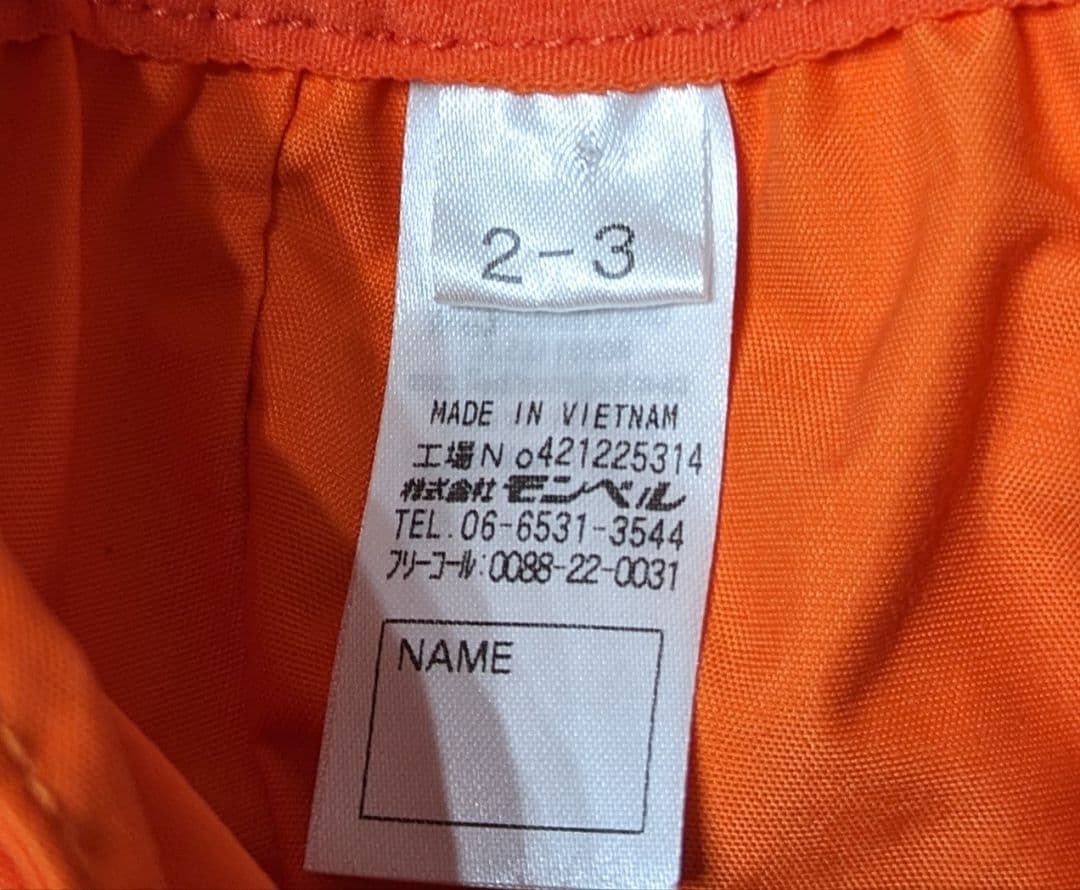 2-3
MADE IN VIETNAM
工場No421225314
株式会社モンベル
TEL.06-6531-3544
フリーコール:0088-22-0031
NAME